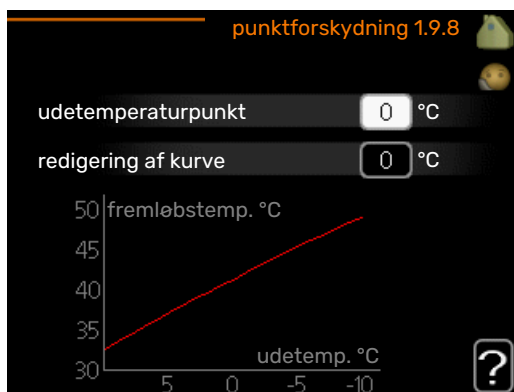 punktforskydning 1.9.8
udetemperaturpunkt 0 °C
redigering af kurve 0 °C
50 fremløbstemp. °C
45
40
35
30
udetemp. °C
5 0 -5 -10
?